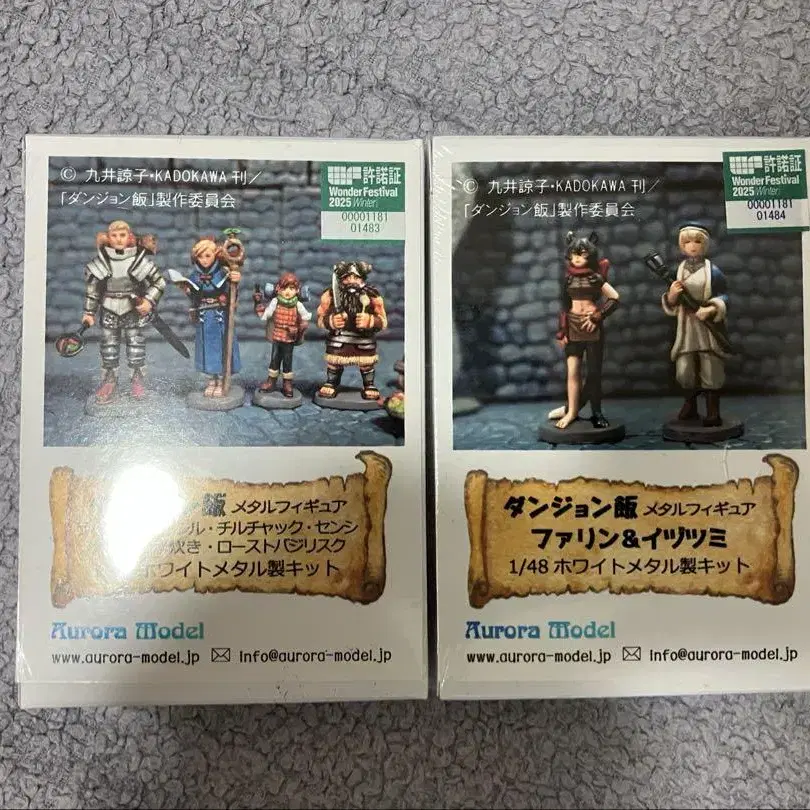 © 九井諒子・KADOKAWA 刊／
「ダンジョン飯」製作委員会
WF 許諾証
Wonder Festival
2025 Winter
00001181
01483
飯 メタルフィギュア
ル・チルチャック・センシ
炊き・ローストバジリスク
ホワイトメタル製キット
Aurora Model
www.aurora-model.jp ✉ Info@aurora-model.jp
© 九井諒子・KADOKAWA 刊／
「ダンジョン飯」製作委員会
WF 許諾証
Wonder Festival
2025 Winter
00001181
01484
ダンジョン飯 メタルフィギュア
ファリン&イヅツミ
1/48 ホワイトメタル製キット
Aurora Model
www.aurora-model.jp ✉ Info@aurora-model.jp